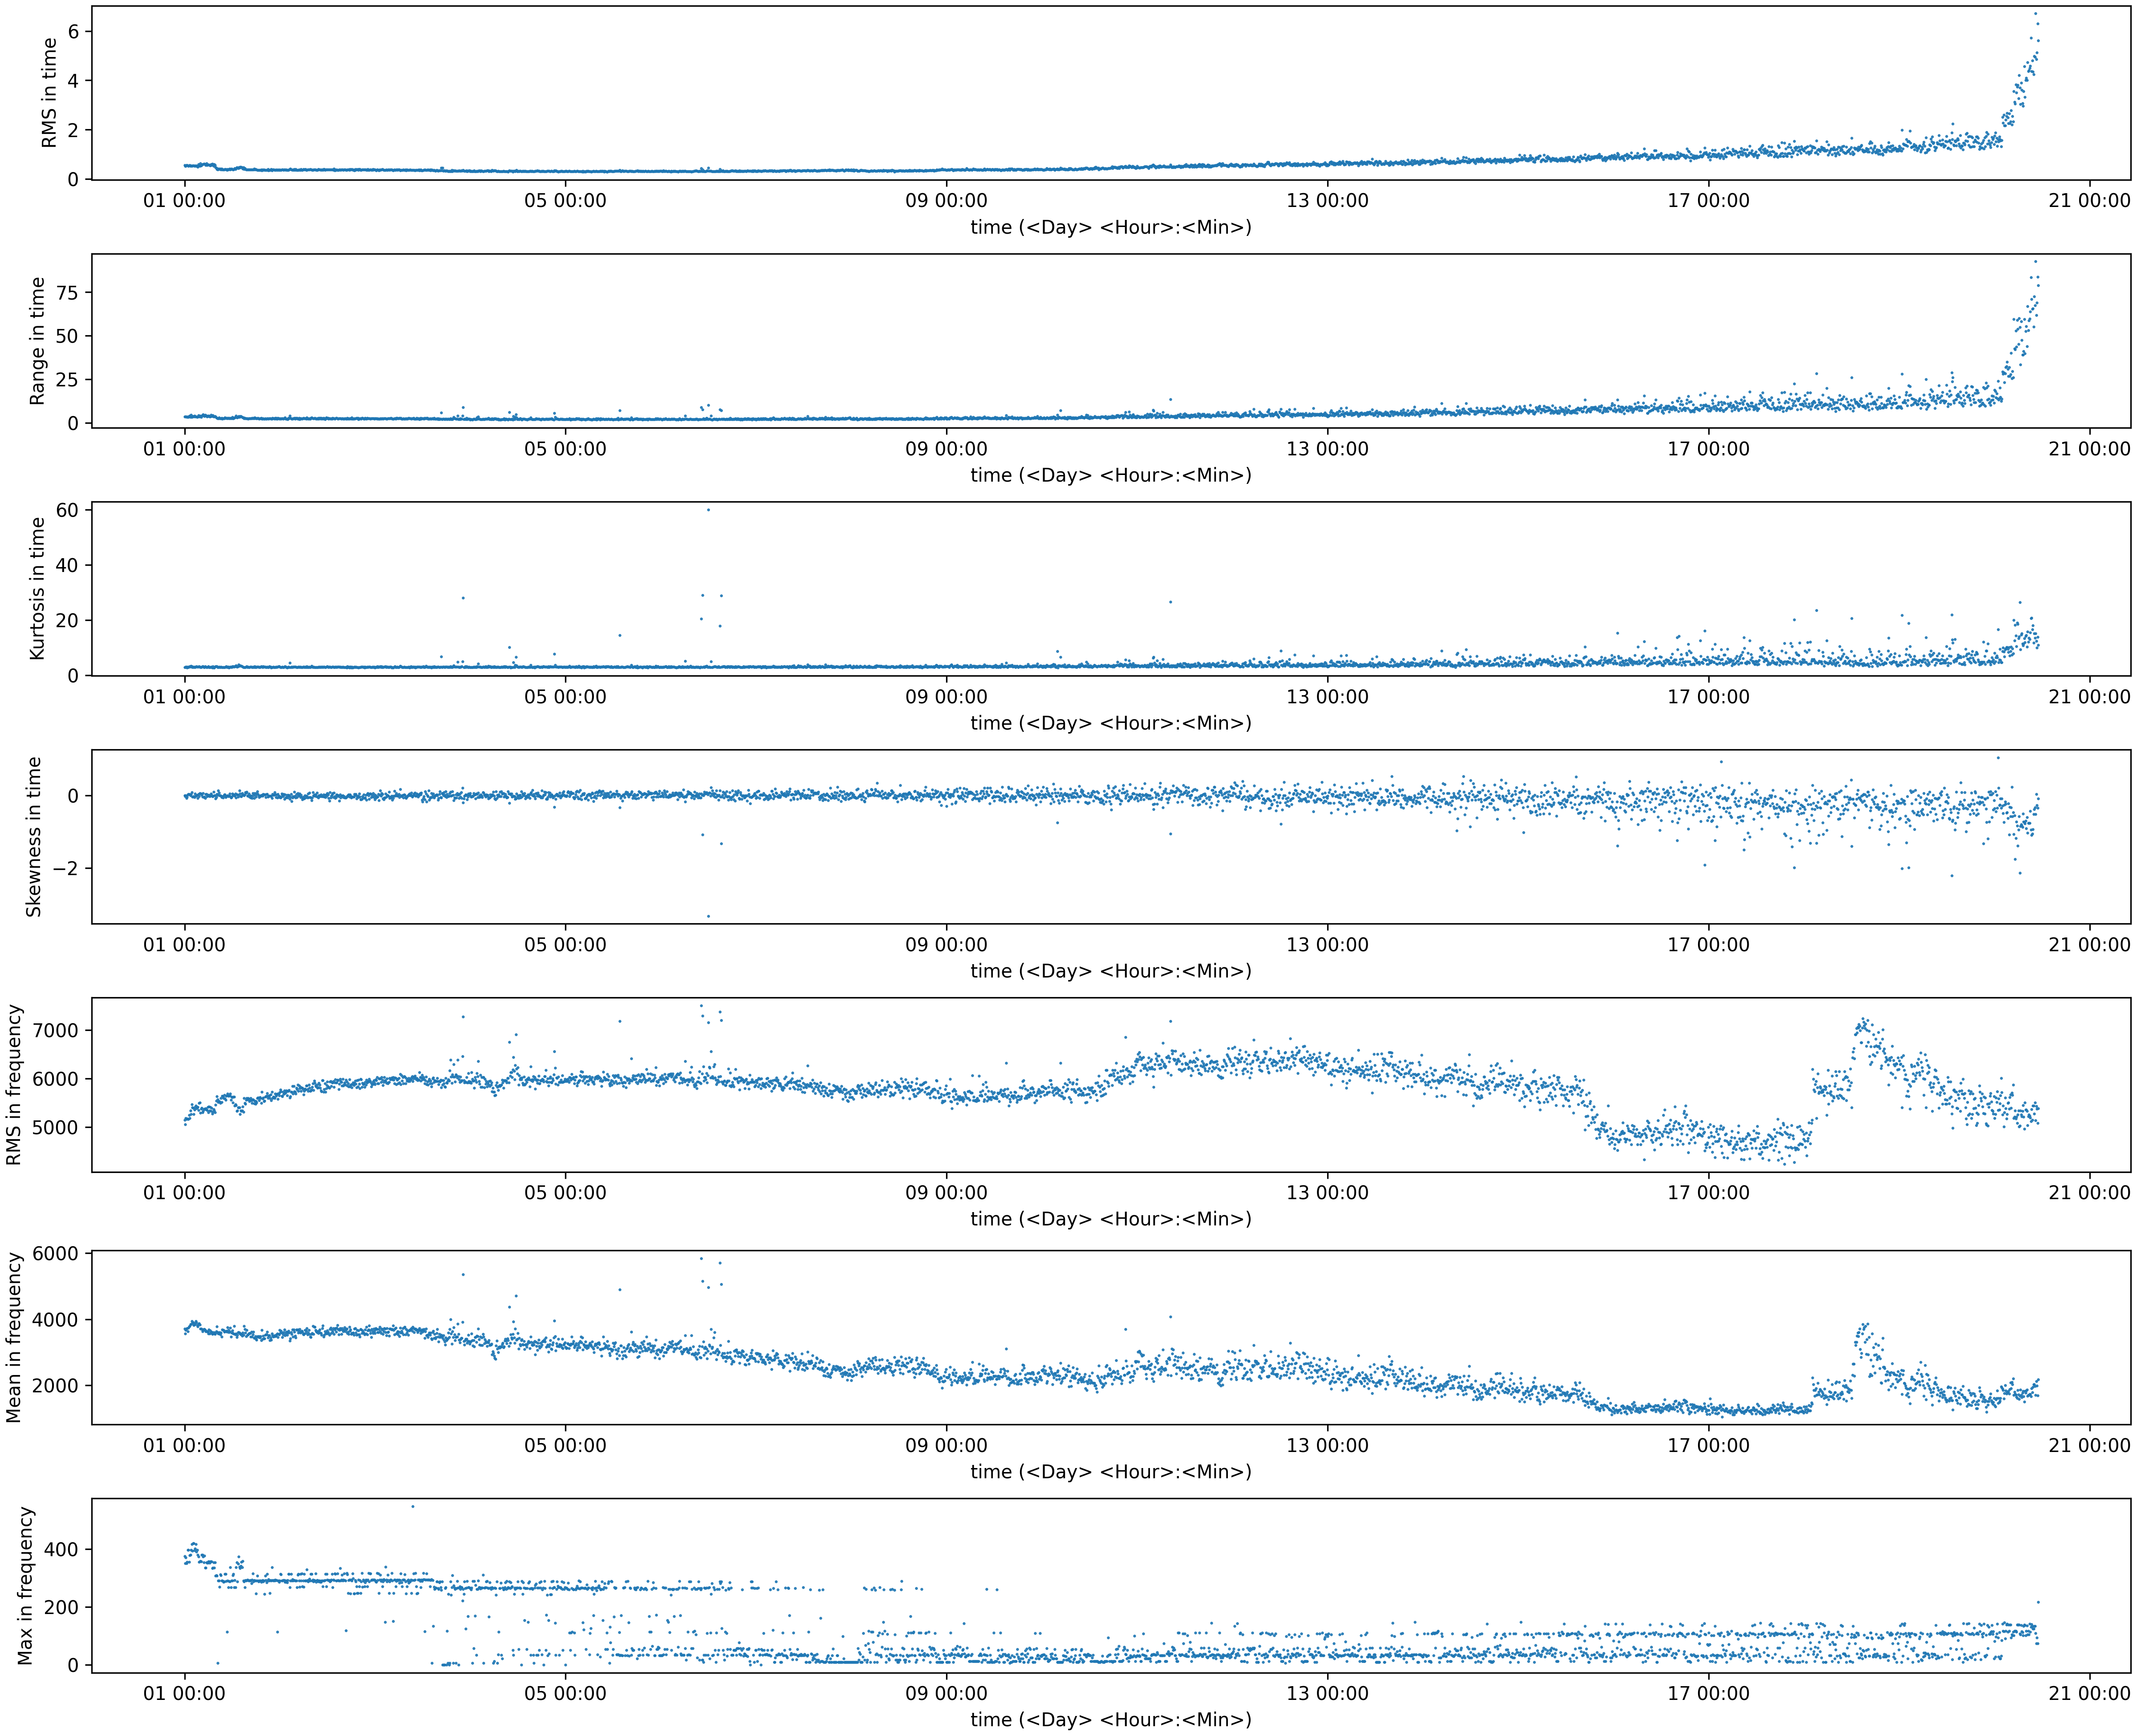 RMS in time
6
4
2
0
01 00:00 05 00:00 09 00:00 13 00:00 17 00:00 21 00:00
time (<Day> <Hour>:<Min>)
Range in time
75
50
25
0
01 00:00 05 00:00 09 00:00 13 00:00 17 00:00 21 00:00
time (<Day> <Hour>:<Min>)
Kurtosis in time
60
40
20
0
01 00:00 05 00:00 09 00:00 13 00:00 17 00:00 21 00:00
time (<Day> <Hour>:<Min>)
Skewness in time
0
−2
01 00:00 05 00:00 09 00:00 13 00:00 17 00:00 21 00:00
time (<Day> <Hour>:<Min>)
RMS in frequency
7000
6000
5000
01 00:00 05 00:00 09 00:00 13 00:00 17 00:00 21 00:00
time (<Day> <Hour>:<Min>)
Mean in frequency
6000
4000
2000
01 00:00 05 00:00 09 00:00 13 00:00 17 00:00 21 00:00
time (<Day> <Hour>:<Min>)
Max in frequency
400
200
0
01 00:00 05 00:00 09 00:00 13 00:00 17 00:00 21 00:00
time (<Day> <Hour>:<Min>)